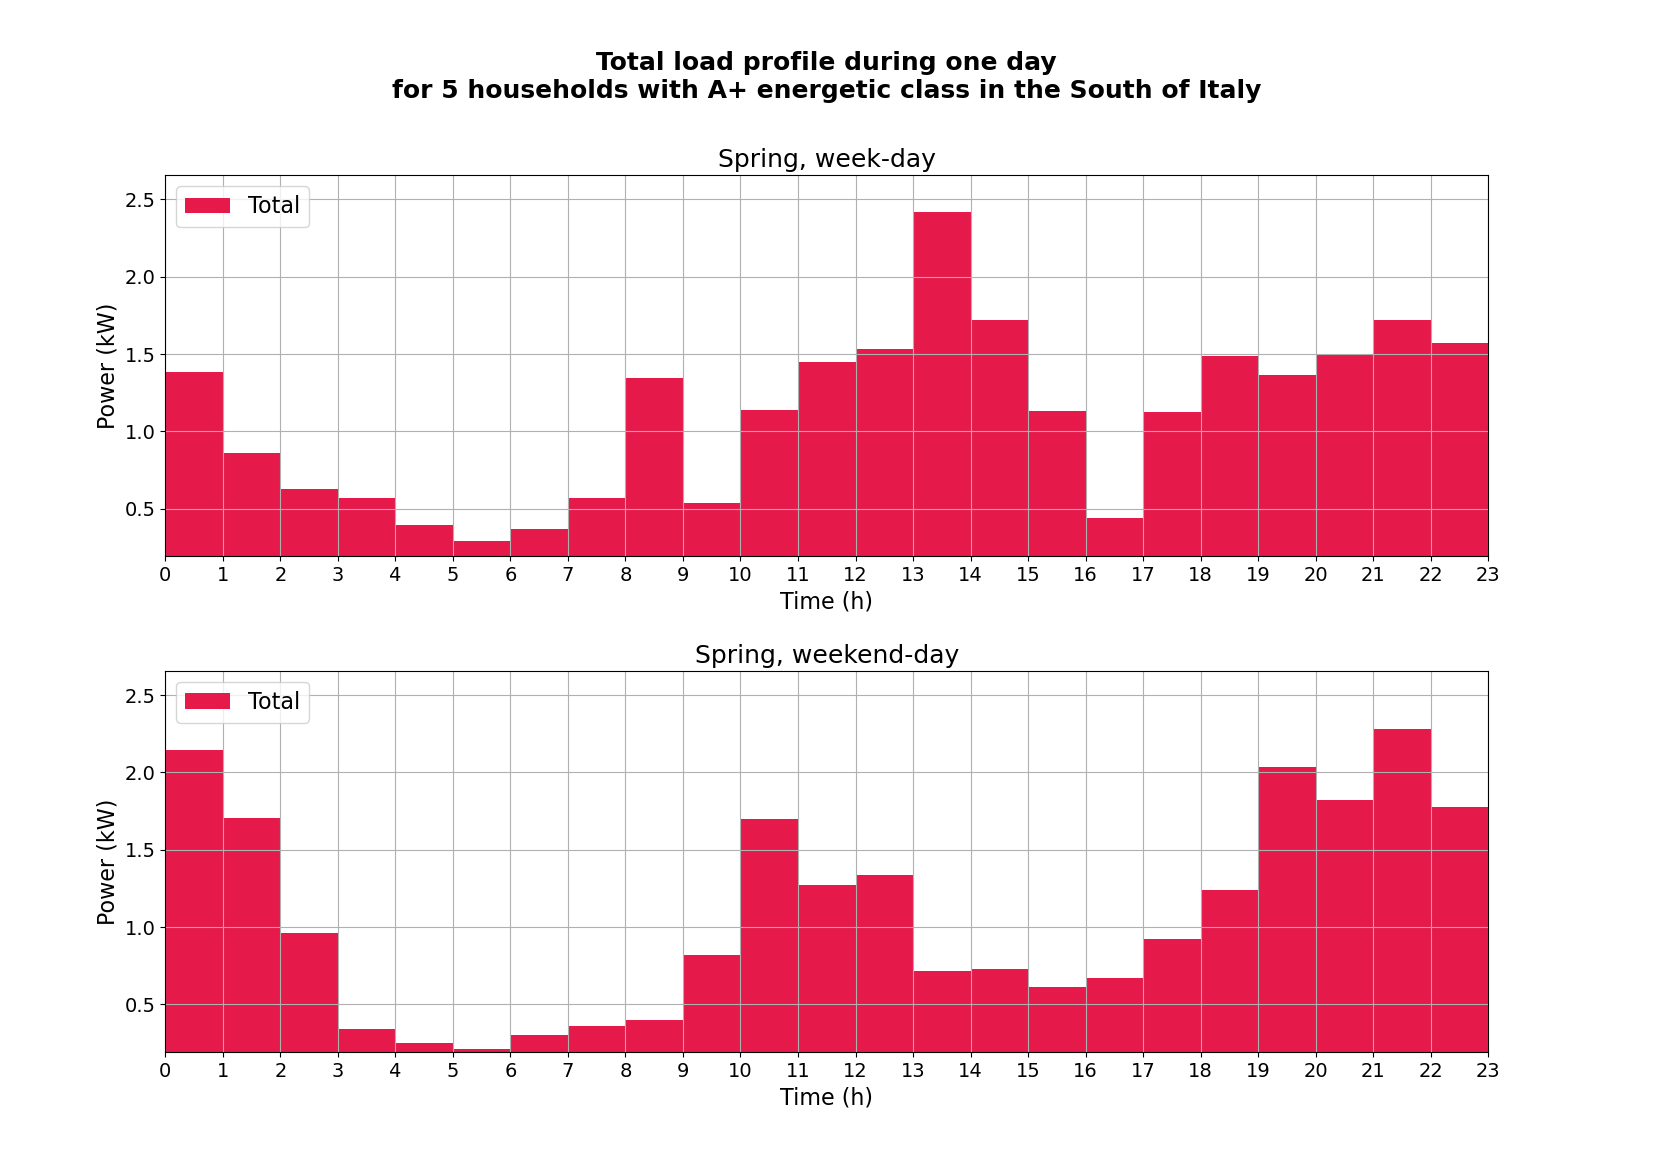 Total load profile during one day
for 5 households with A+ energetic class in the South of Italy
Spring, week-day
Total
Power (kW)
2.5
2.0
1.5
1.0
0.5
0 1 2 3 4 5 6 7 8 9 10 11 12 13 14 15 16 17 18 19 20 21 22 23
Time (h)
Spring, weekend-day
Total
Power (kW)
2.5
2.0
1.5
1.0
0.5
0 1 2 3 4 5 6 7 8 9 10 11 12 13 14 15 16 17 18 19 20 21 22 23
Time (h)